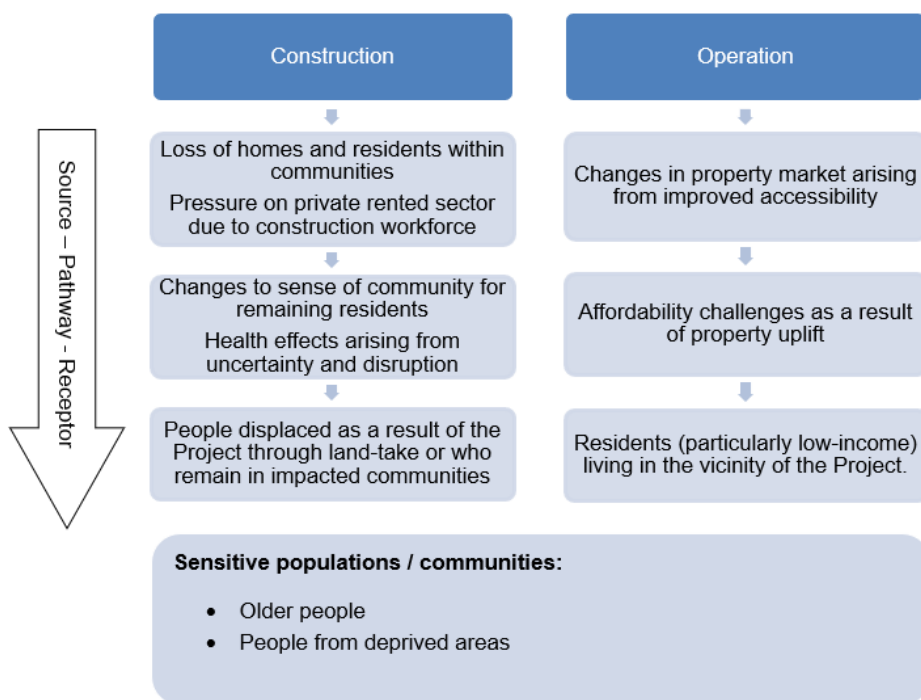 Construction
Operation
Source – Pathway - Receptor
Loss of homes and residents within
communities
Pressure on private rented sector
due to construction workforce
Changes in property market arising
from improved accessibility
Changes to sense of community for
remaining residents
Health effects arising from
uncertainty and disruption
Affordability challenges as a result
of property uplift
People displaced as a result of the
Project through land-take or who
remain in impacted communities
Residents (particularly low-income)
living in the vicinity of the Project.
Sensitive populations / communities:
• Older people
• People from deprived areas